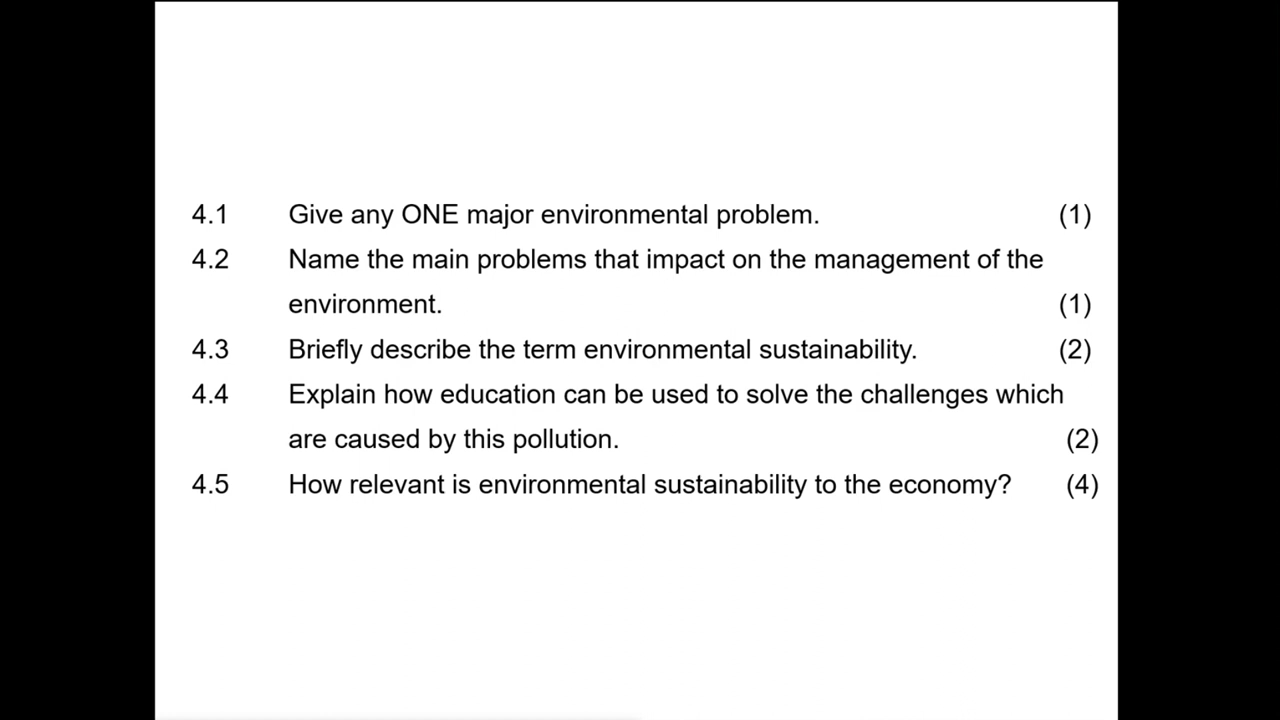 4.1 Give any ONE major environmental problem. (1)
4.2 Name the main problems that impact on the management of the
environment. (1)
4.3 Briefly describe the term environmental sustainability. (2)
4.4 Explain how education can be used to solve the challenges which
are caused by this pollution. (2)
4.5 How relevant is environmental sustainability to the economy? (4)